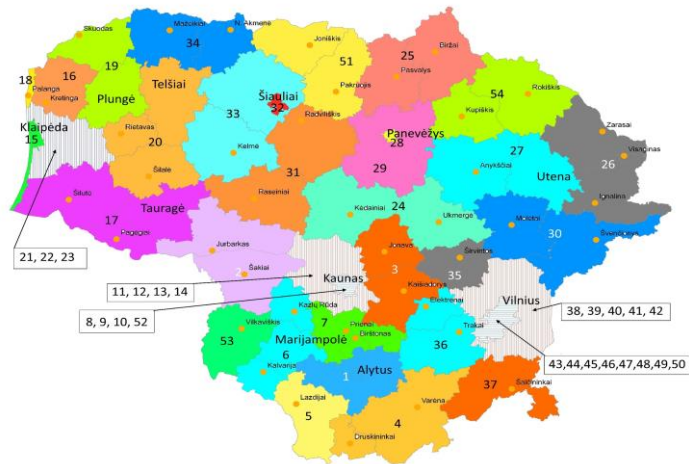 Mažeikiai
N. Akmenė
Skuodas
34
Joniškis
51
25
Biržai
19
18
16
Telšiai
Pasvalys
Palanga
Kretinga
Plungė
Šiauliai
32
Pakruojis
54
Rokiškis
33
Radviliškis
Kupiškis
Klaipėda
15
Rietavas
Panevėžys
28
Zarasai
20
Kelmė
27
Visaginas
26
31
29
Anykščiai
Utena
Šilalė
Šilutė
Raseiniai
24
Ignalina
17
Tauragė
Kėdainiai
Ukmergė
Molėtai
30
Pagėgiai
Švenčionys
21, 22, 23
Jurbarkas
Jonava
Širvintos
2
Šakiai
Kaunas
3
35
11, 12, 13, 14
Kaišiadorys
Vilnius
38, 39, 40, 41, 42
8, 9, 10, 52
Kazlų Rūda
Elektrėnai
Vilkaviškis
7
Prienai
Trakai
53
Marijampolė
Birštonas
36
6
43,44,45,46,47,48,49,50
Kalvarija
1
Alytus
37
Šalčininkai
Lazdijai
Varėna
5
4
Druskininkai